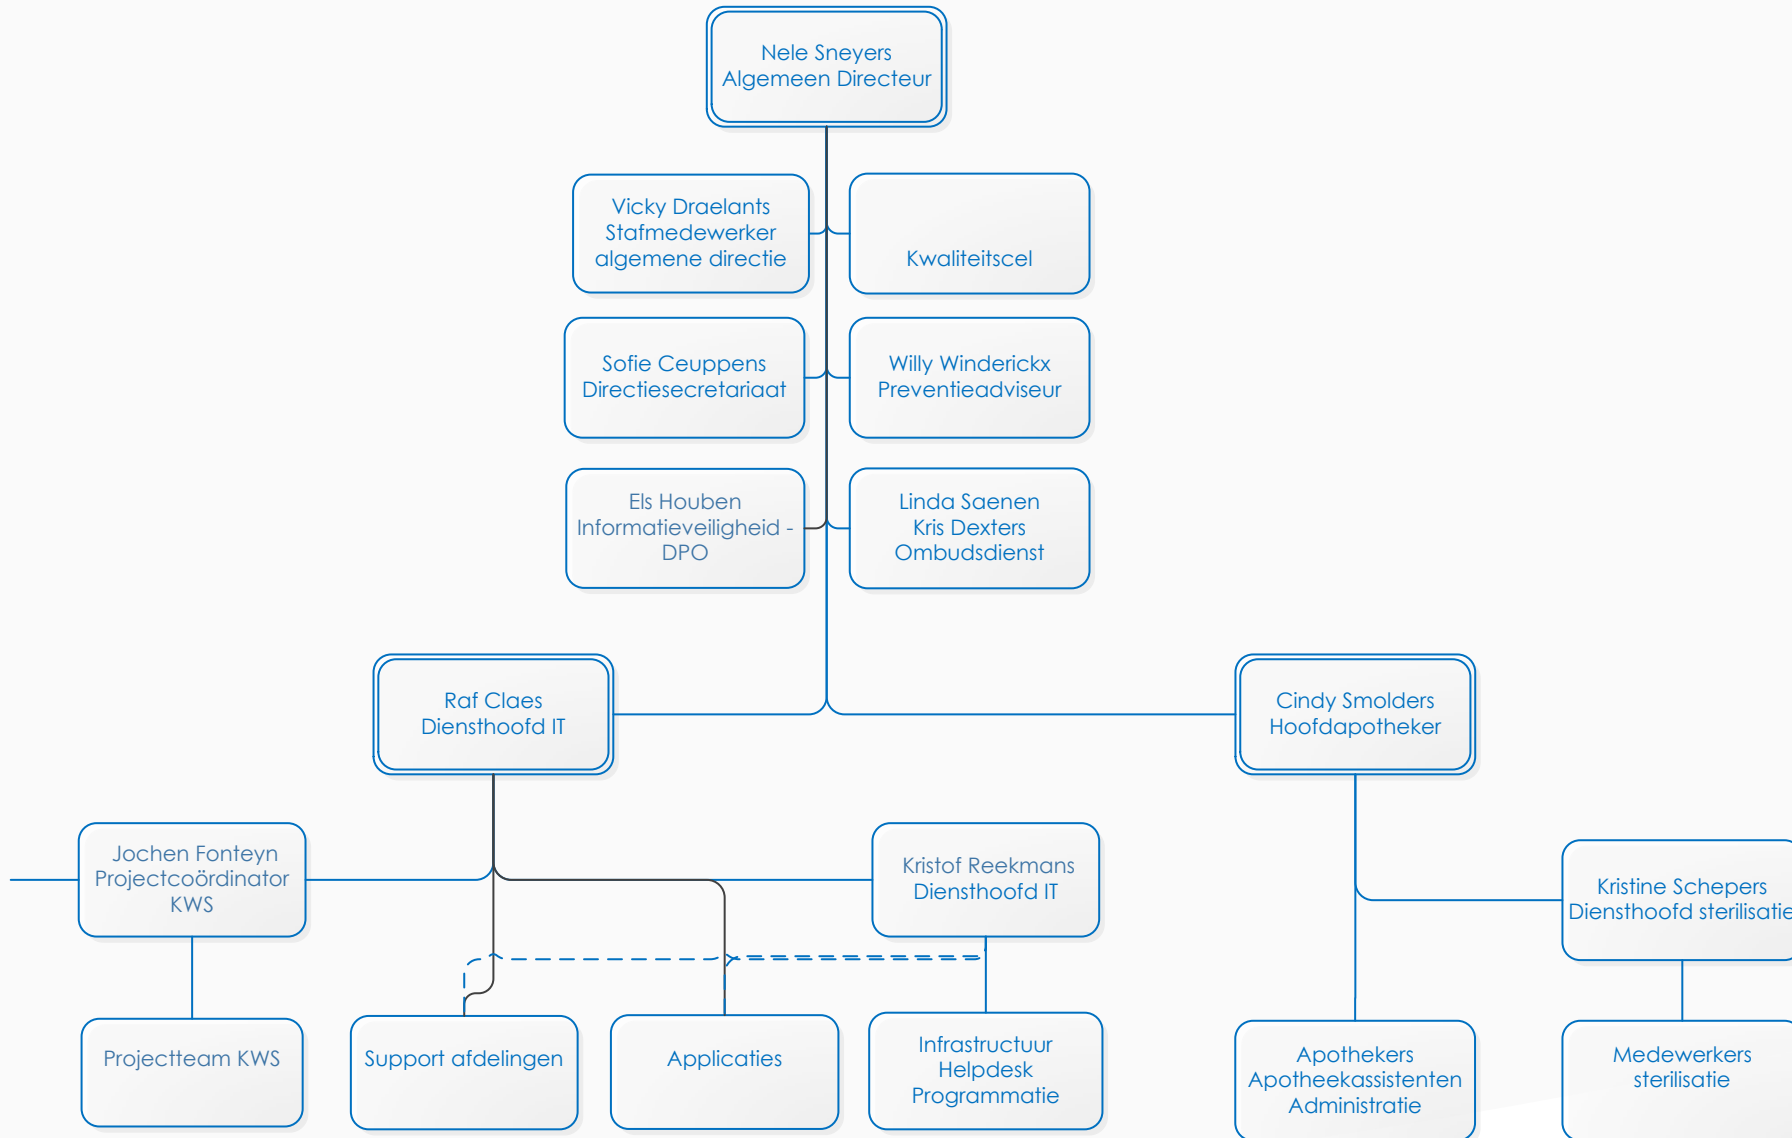 Nele Sneyers
Algemeen Directeur
Vicky Draelants
Stafmedewerker
algemene directie
Kwaliteitscel
Sofie Ceuppens
Directiesecretariaat
Willy Winderickx
Preventieadviseur
Els Houben
Informatieveiligheid -
DPO
Linda Saenen
Kris Dexters
Ombudsdienst
Raf Claes
Diensthoofd IT
Cindy Smolders
Hoofdapotheker
Jochen Fonteyn
Projectcoördinator
KWS
Kristof Reekmans
Diensthoofd IT
Kristine Schepers
Diensthoofd sterilisatie
Projectteam KWS
Support afdelingen
Applicaties
Infrastructuur
Helpdesk
Programmatie
Apothekers
Apotheekassistenten
Administratie
Medewerkers
sterilisatie